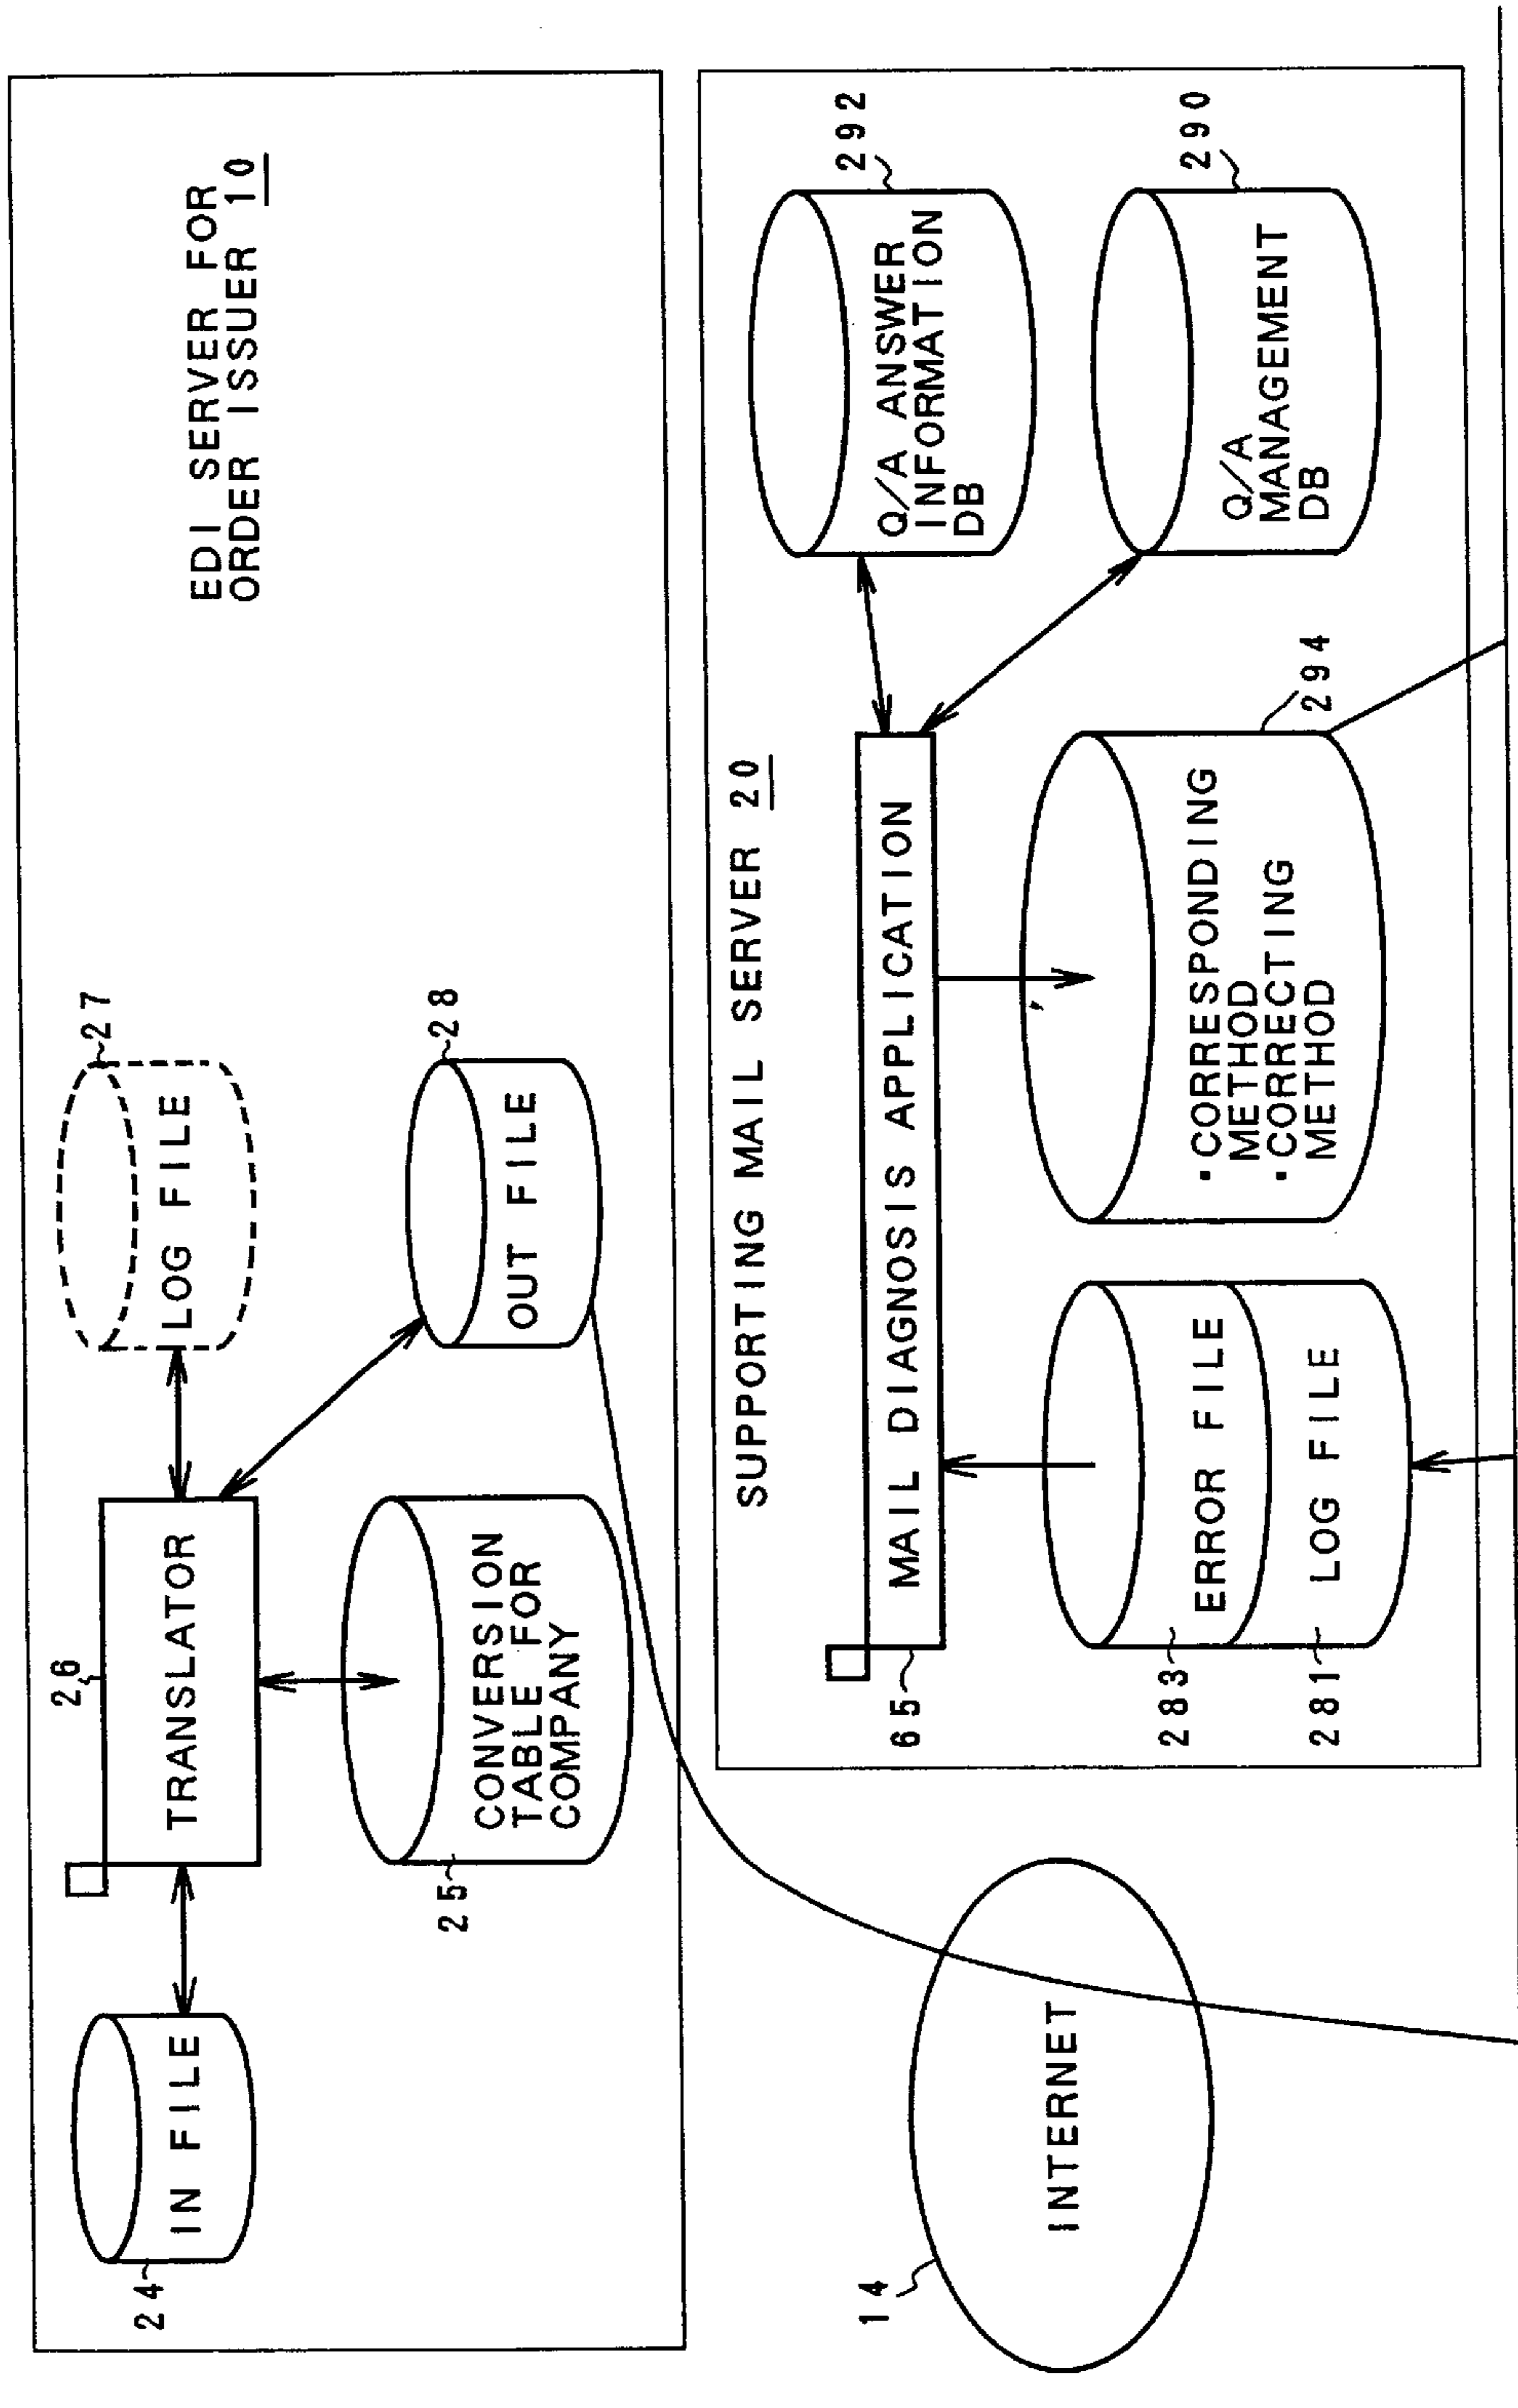 EDI SERVER FOR
ORDER ISSUER 10
24
IN FILE
26
TRANSLATOR
27
LOG FILE
28
OUT FILE
25
CONVERSION
TABLE FOR
COMPANY
14
INTERNET
SUPPORTING MAIL SERVER 20
65
MAIL DIAGNOSIS APPLICATION
292
Q/A ANSWER
INFORMATION
DB
290
Q/A
MANAGEMENT
DB
283
ERROR FILE
281
LOG FILE
294
・CORRESPONDING
METHOD
・CORRECTING
METHOD